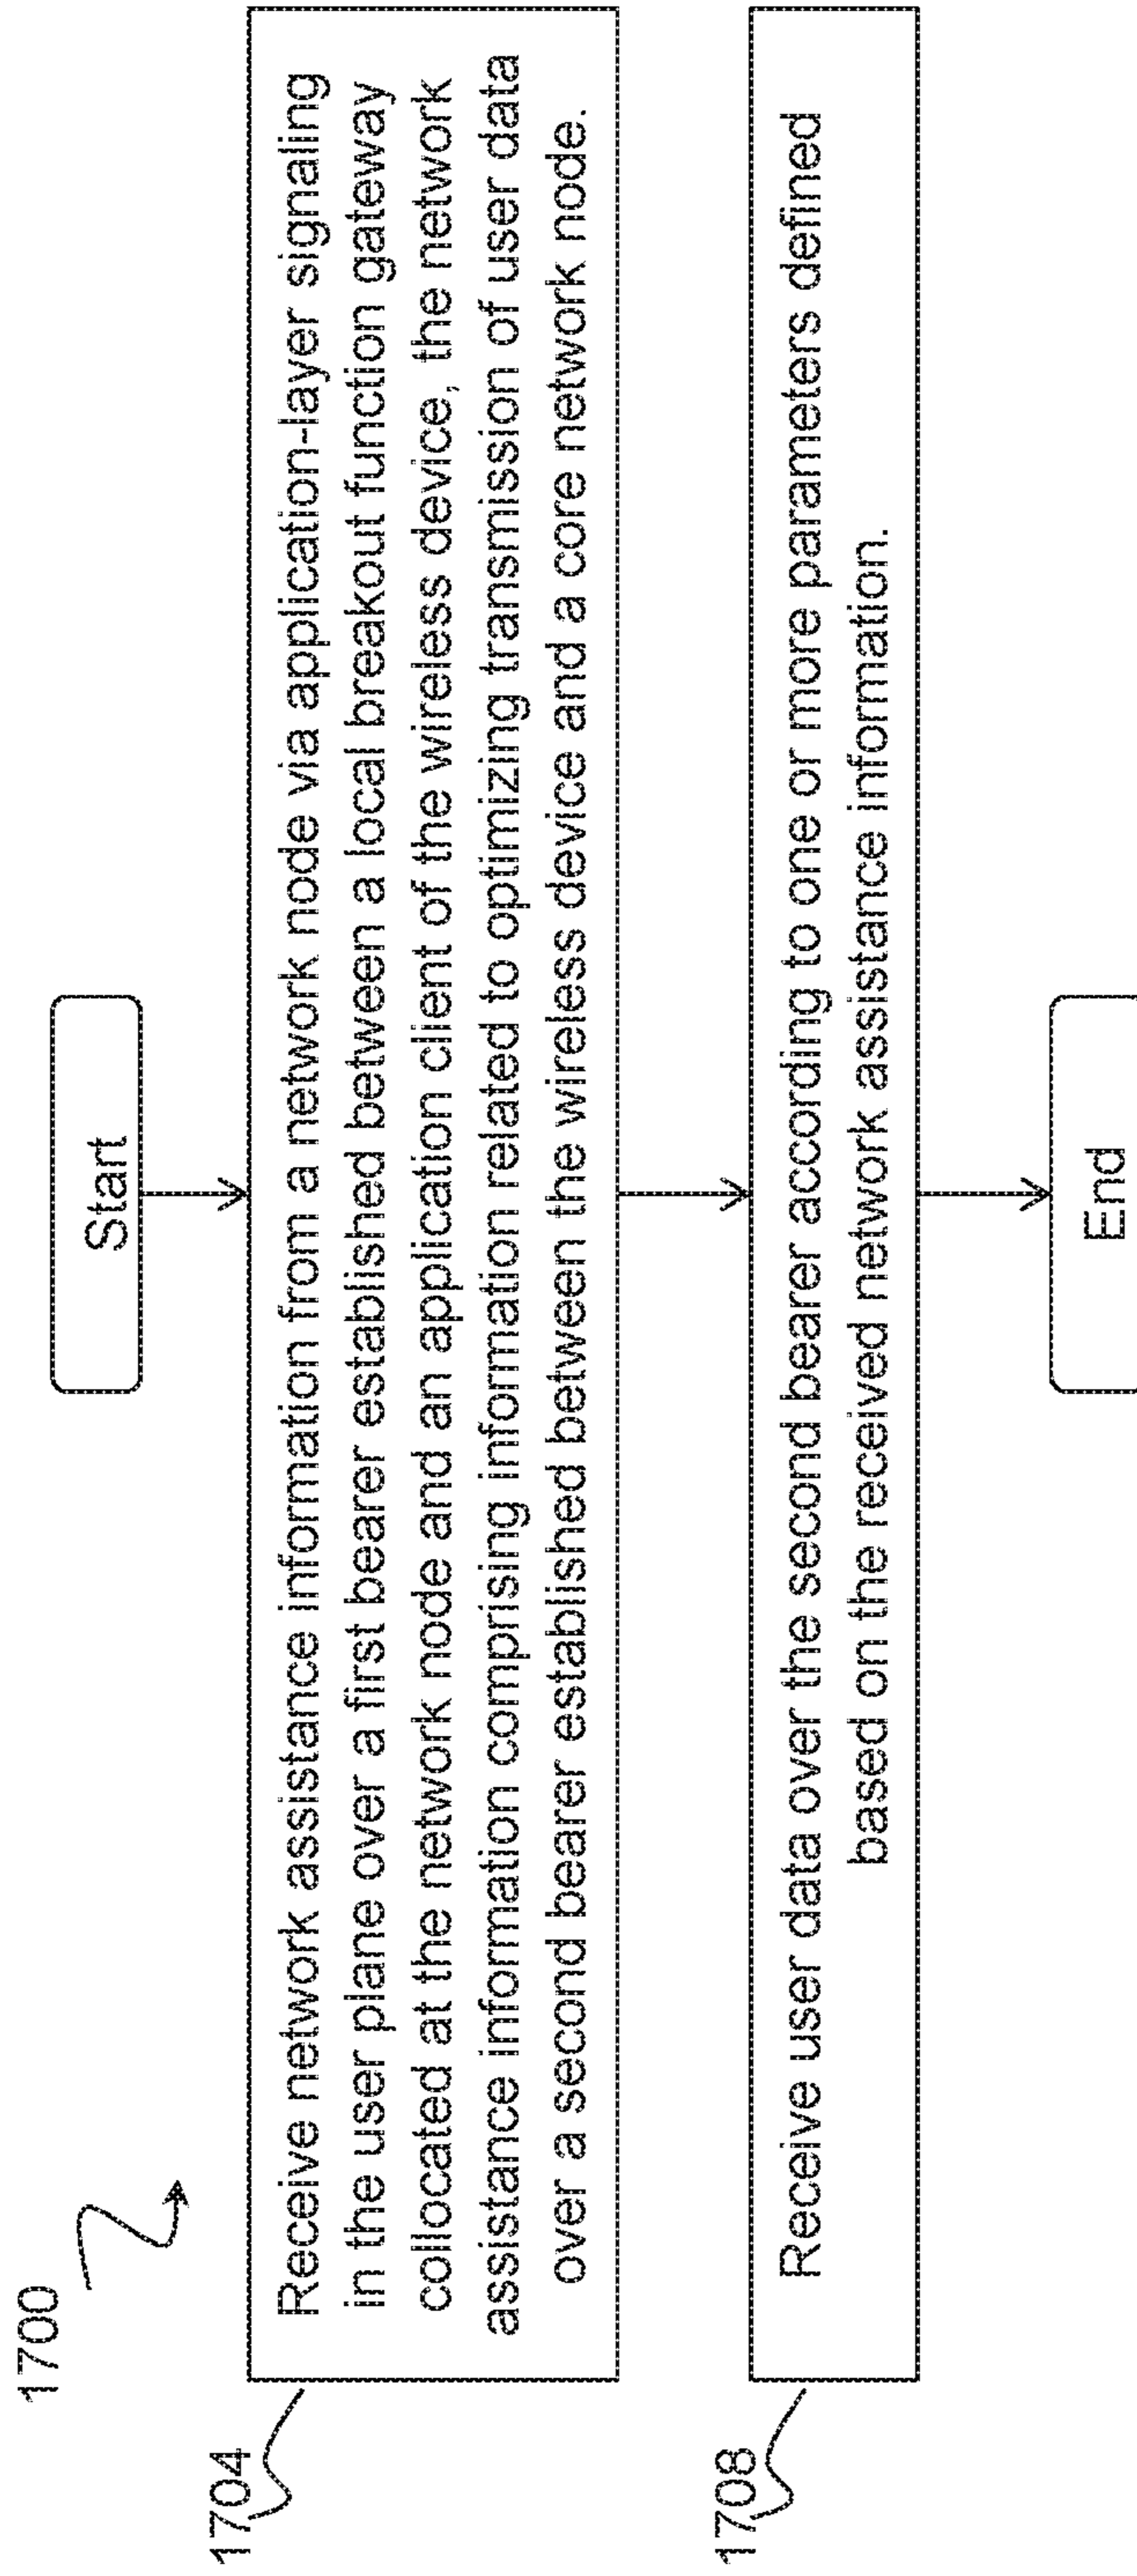 1700
Start
1704
Receive network assistance information from a network node via application-layer signaling
in the user plane over a first bearer established between a local breakout function gateway
collocated at the network node and an application client of the wireless device, the network
assistance information comprising information related to optimizing transmission of user data
over a second bearer established between the wireless device and a core network node.
1708
Receive user data over the second bearer according to one or more parameters defined
based on the received network assistance information.
End